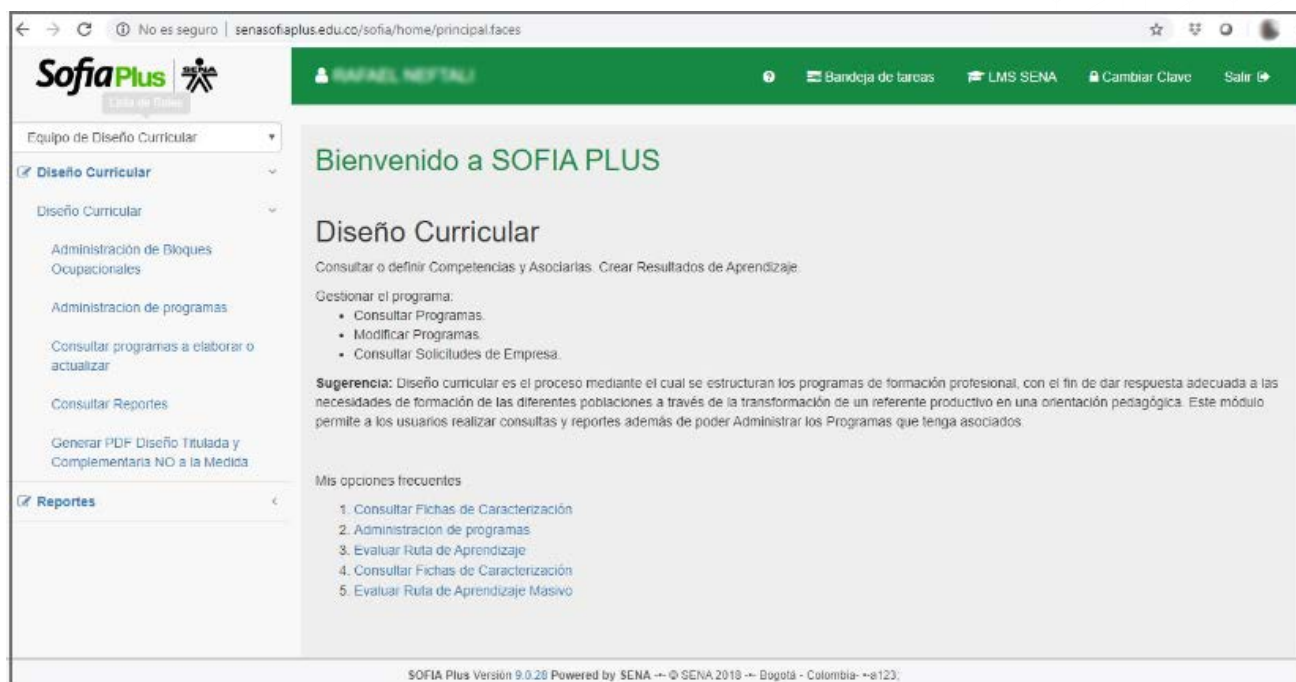 No es seguro | senasofiaplus.edu.co/sofia/home/principal.faces
Sofia Plus SENA
Bandeja de tareas
LMS SENA
Cambiar Clave
Salir
Lista de Roles
Equipo de Diseño Curricular
Diseño Curricular
Diseño Curricular
Administración de Bloques
Ocupacionales
Administracion de programas
Consultar programas a elaborar o
actualizar
Consultar Reportes
Generar PDF Diseño Titulada y
Complementaria NO a la Medida
Reportes
Bienvenido a SOFIA PLUS
Diseño Curricular
Consultar o definir Competencias y Asociarlas. Crear Resultados de Aprendizaje.
Gestionar el programa:
• Consultar Programas.
• Modificar Programas.
• Consultar Solicitudes de Empresa.
Sugerencia: Diseño curricular es el proceso mediante el cual se estructuran los programas de formación profesional, con el fin de dar respuesta adecuada a las
necesidades de formación de las diferentes poblaciones a través de la transformación de un referente productivo en una orientación pedagógica. Este módulo
permite a los usuarios realizar consultas y reportes además de poder Administrar los Programas que tenga asociados.
Mis opciones frecuentes
1. Consultar Fichas de Caracterización
2. Administracion de programas
3. Evaluar Ruta de Aprendizaje
4. Consultar Fichas de Caracterización
5. Evaluar Ruta de Aprendizaje Masivo
SOFIA Plus Versión 9.0.28 Powered by SENA -•- © SENA 2018 -•- Bogotá - Colombia- -•-a123;